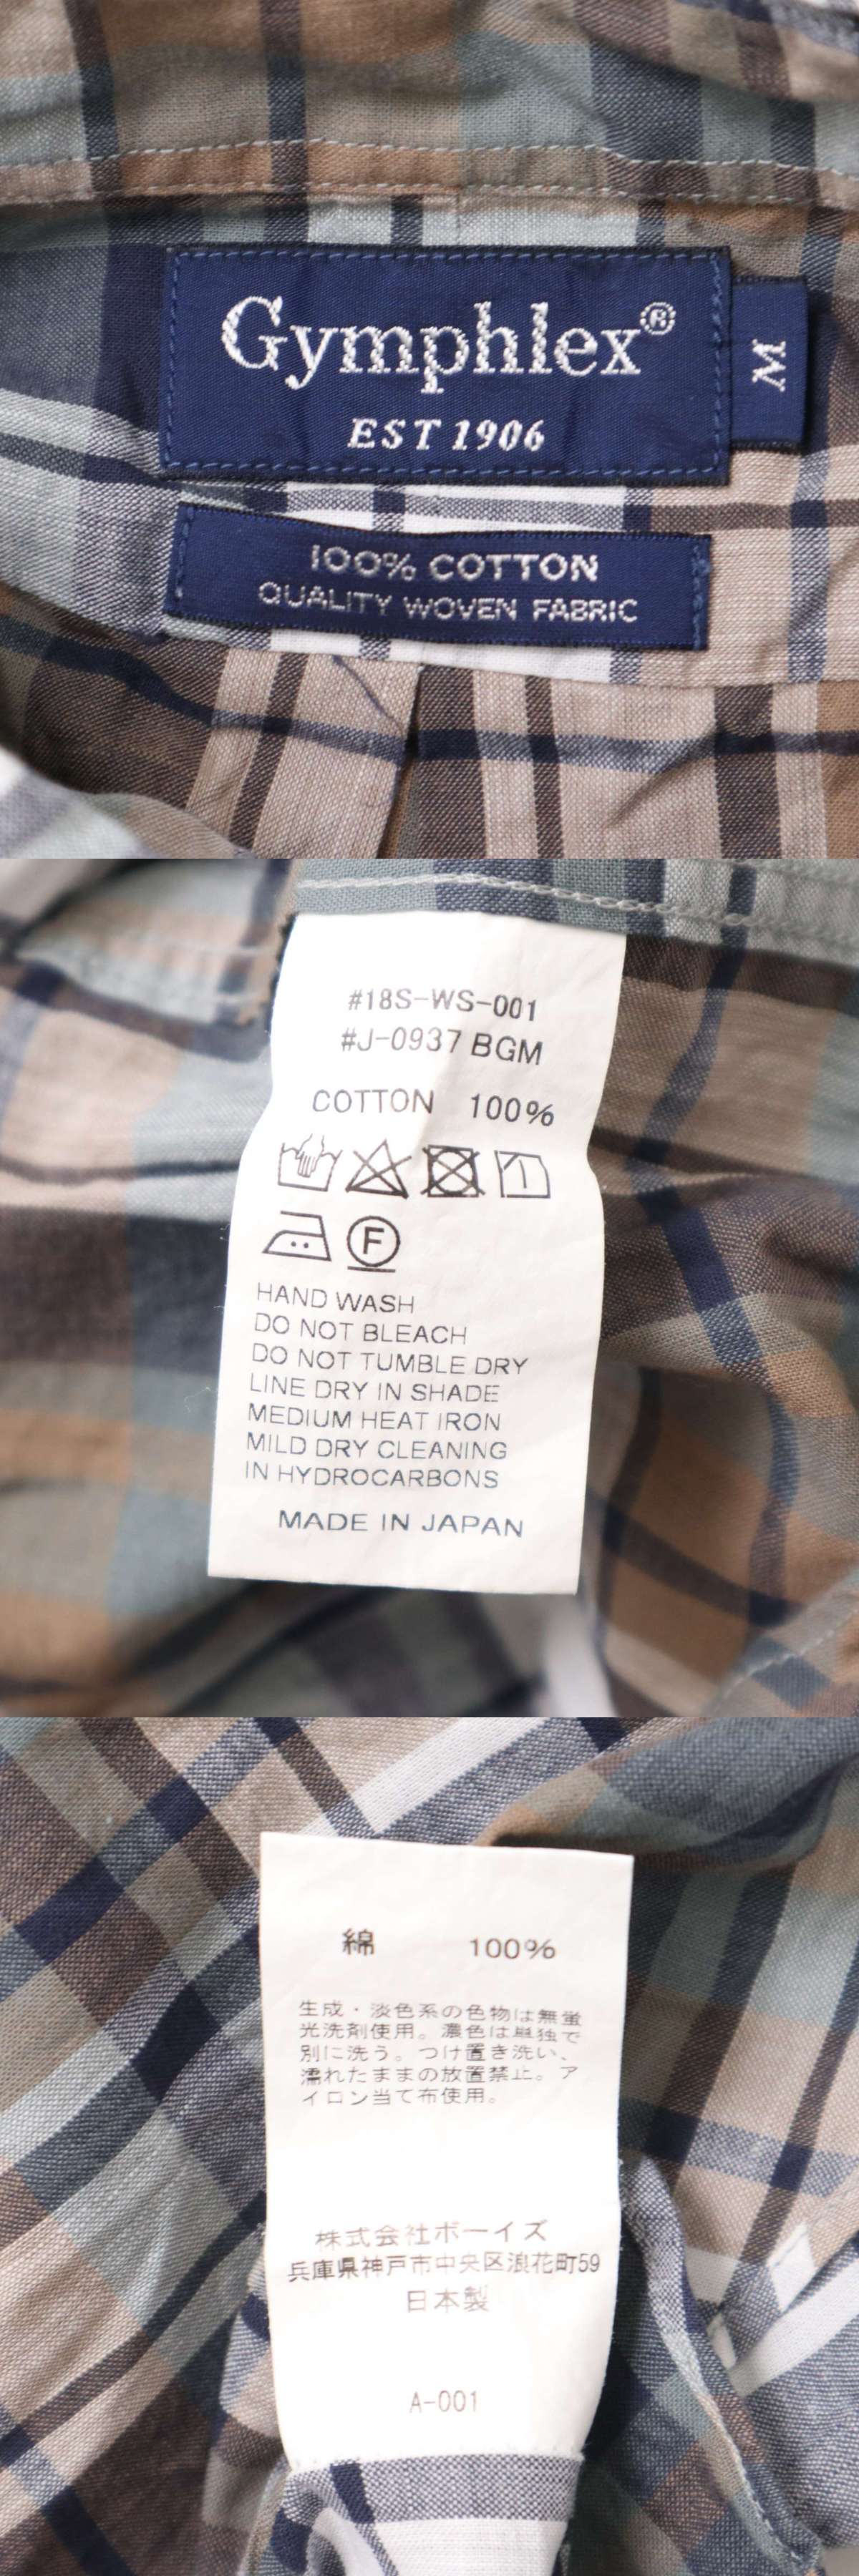 Gymphlex®
M
EST 1906
100% COTTON
QUALITY WOVEN FABRIC
#18S-WS-001
#J-0937 BGM
COTTON 100%
F
HAND WASH
DO NOT BLEACH
DO NOT TUMBLE DRY
LINE DRY IN SHADE
MEDIUM HEAT IRON
MILD DRY CLEANING
IN HYDROCARBONS
MADE IN JAPAN
綿 100%
生成・淡色系の色物は無蛍
光洗剤使用。濃色は単独で
別に洗う。つけ置き洗い、
濡れたままの放置禁止。ア
イロン当て布使用。
株式会社ボーイズ
兵庫県神戸市中央区浪花町59
日本製
A-001